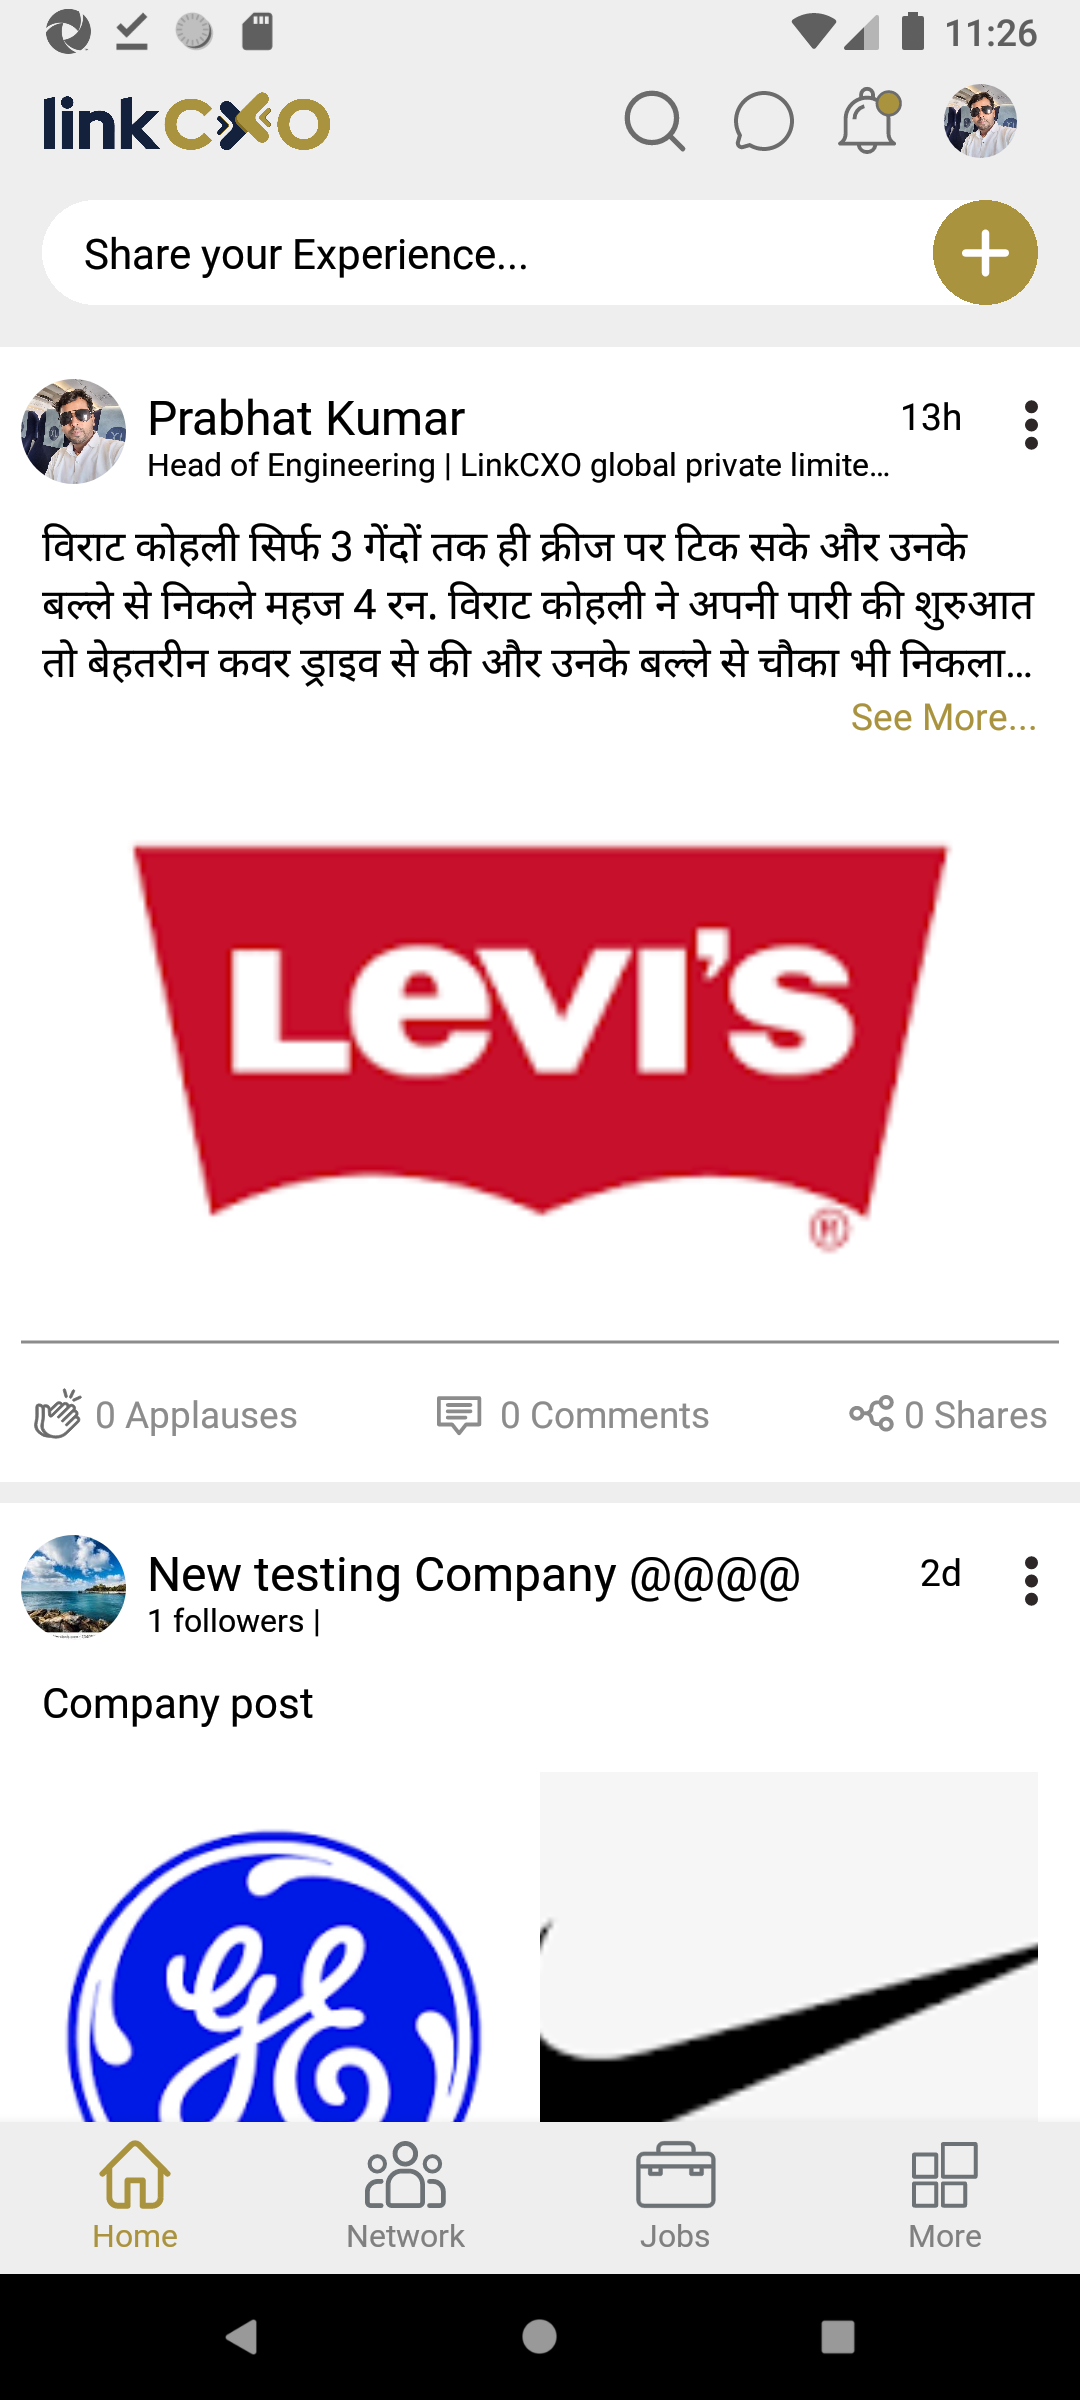 11:26
linkCXO
Share your Experience...
Prabhat Kumar
13h
Head of Engineering | LinkCXO global private limite...
विराट कोहली सिर्फ 3 गेंदों तक ही क्रीज पर टिक सके और उनके
बल्ले से निकले महज 4 रन. विराट कोहली ने अपनी पारी की शुरुआत
तो बेहतरीन कवर ड्राइव से की और उनके बल्ले से चौका भी निकला...
See More...
Levi's
®
0 Applauses
0 Comments
0 Shares
New testing Company @@@@
2d
1 followers |
Company post
GE
Home
Network
Jobs
More